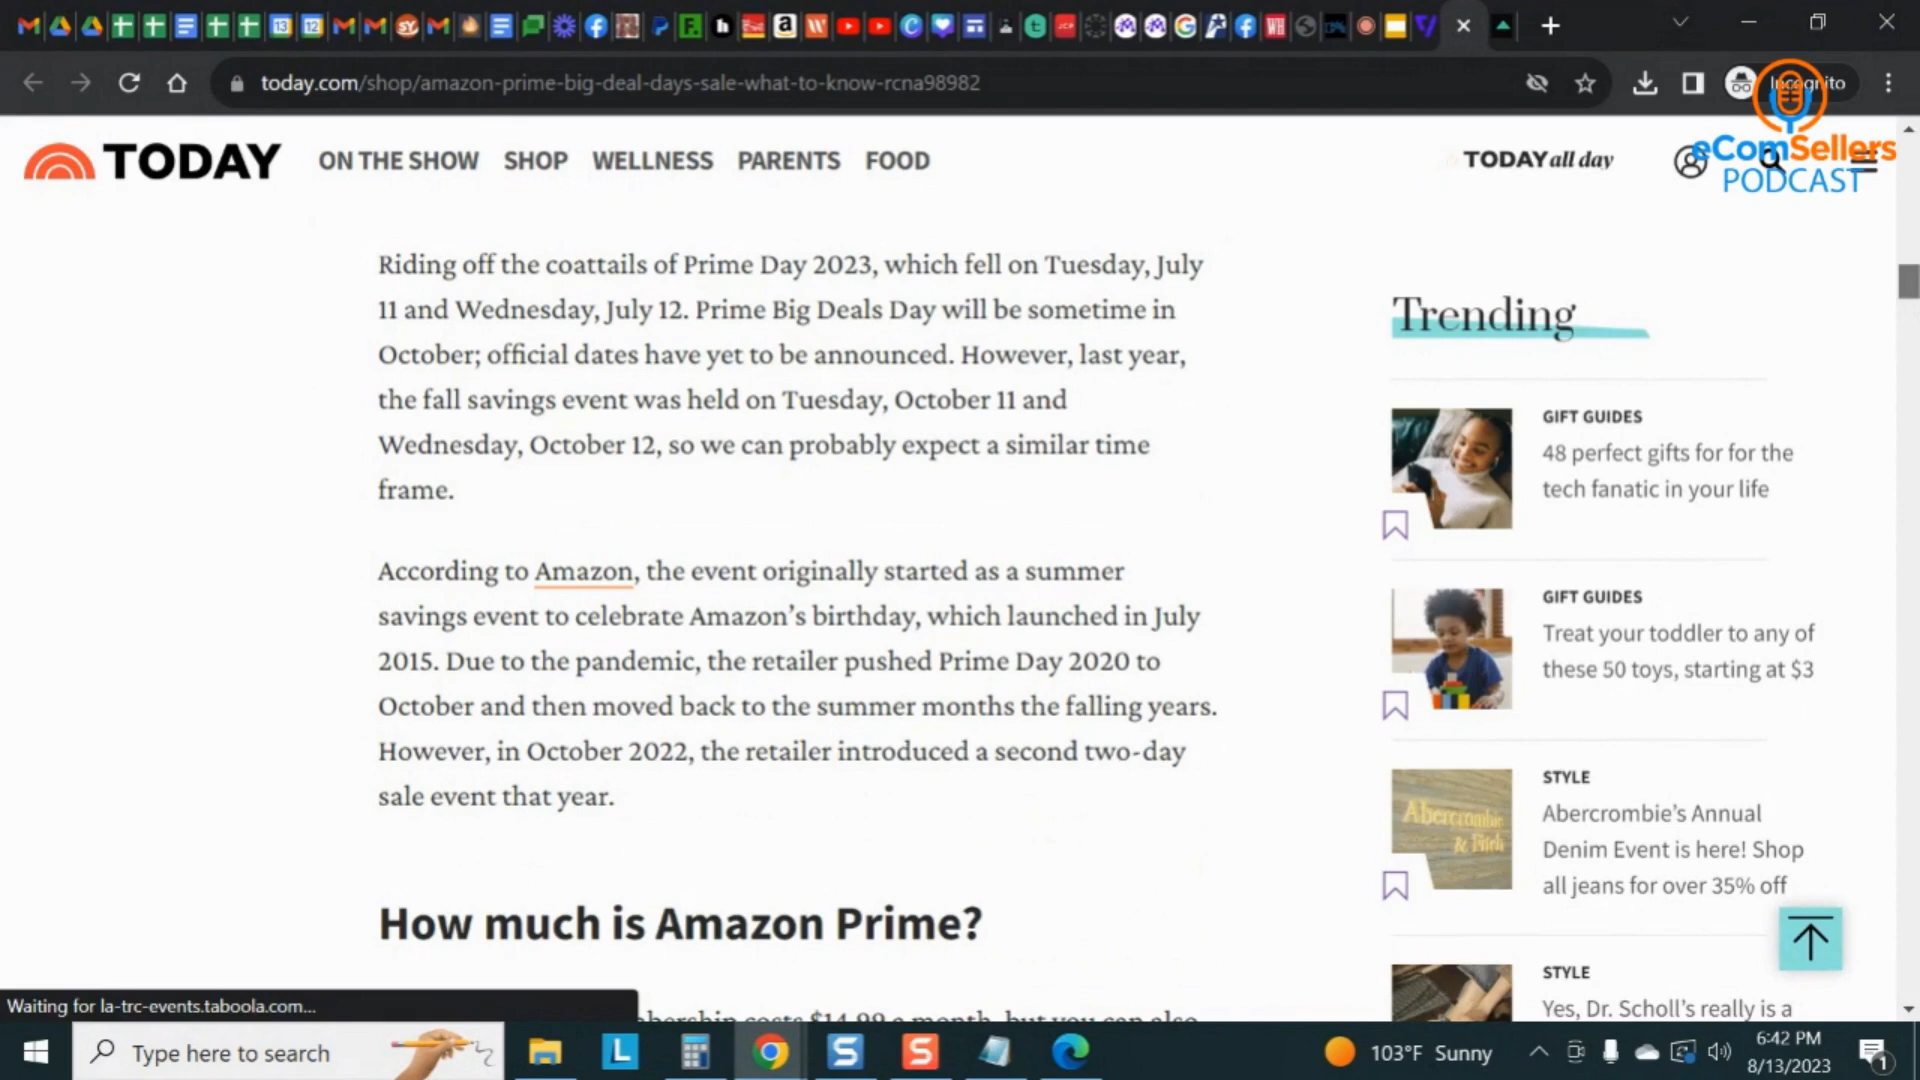 today.com/shop/amazon-prime-big-deal-days-sale-what-to-know-rcna98982
Incognito
eComSellers
PODCAST
TODAY
ON THE SHOW
SHOP
WELLNESS
PARENTS
FOOD
TODAY all day
Riding off the coattails of Prime Day 2023, which fell on Tuesday, July
11 and Wednesday, July 12. Prime Big Deals Day will be sometime in
October; official dates have yet to be announced. However, last year,
the fall savings event was held on Tuesday, October 11 and
Wednesday, October 12, so we can probably expect a similar time
frame.
According to Amazon, the event originally started as a summer
savings event to celebrate Amazon’s birthday, which launched in July
2015. Due to the pandemic, the retailer pushed Prime Day 2020 to
October and then moved back to the summer months the falling years.
However, in October 2022, the retailer introduced a second two-day
sale event that year.
How much is Amazon Prime?
costs $14.99 a month, but you can also
Trending
GIFT GUIDES
48 perfect gifts for for the
tech fanatic in your life
GIFT GUIDES
Treat your toddler to any of
these 50 toys, starting at $3
STYLE
Abercrombie & Fitch
Abercrombie’s Annual
Denim Event is here! Shop
all jeans for over 35% off
STYLE
Yes, Dr. Scholl’s really is a
Waiting for la-trc-events.taboola.com...
Type here to search
103°F Sunny
6:42 PM
8/13/2023
1